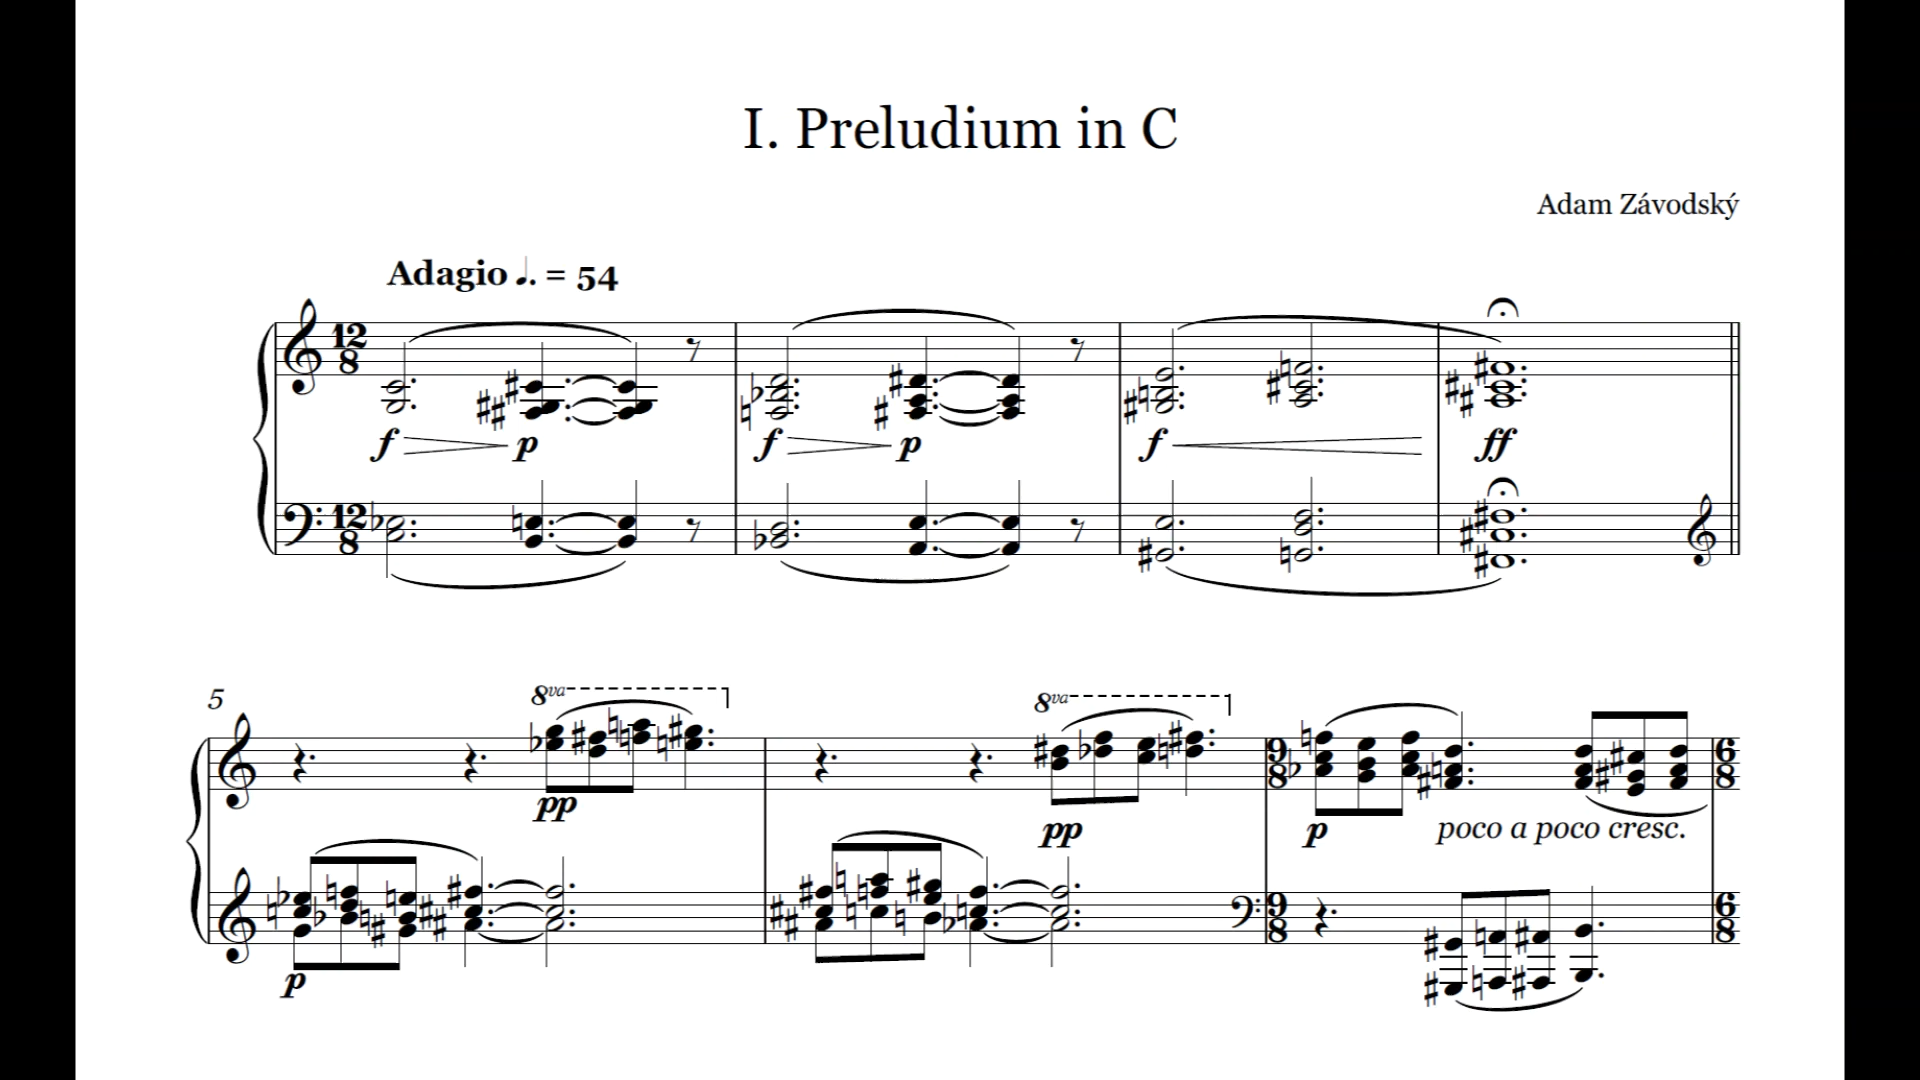 I. Preludium in C
Adam Závodský
Adagio ♩. = 54
12 8
f p f p f ff
12 8
5
8va 8va
9 8 6 8
pp pp p poco a poco cresc.
9 8 6 8
p